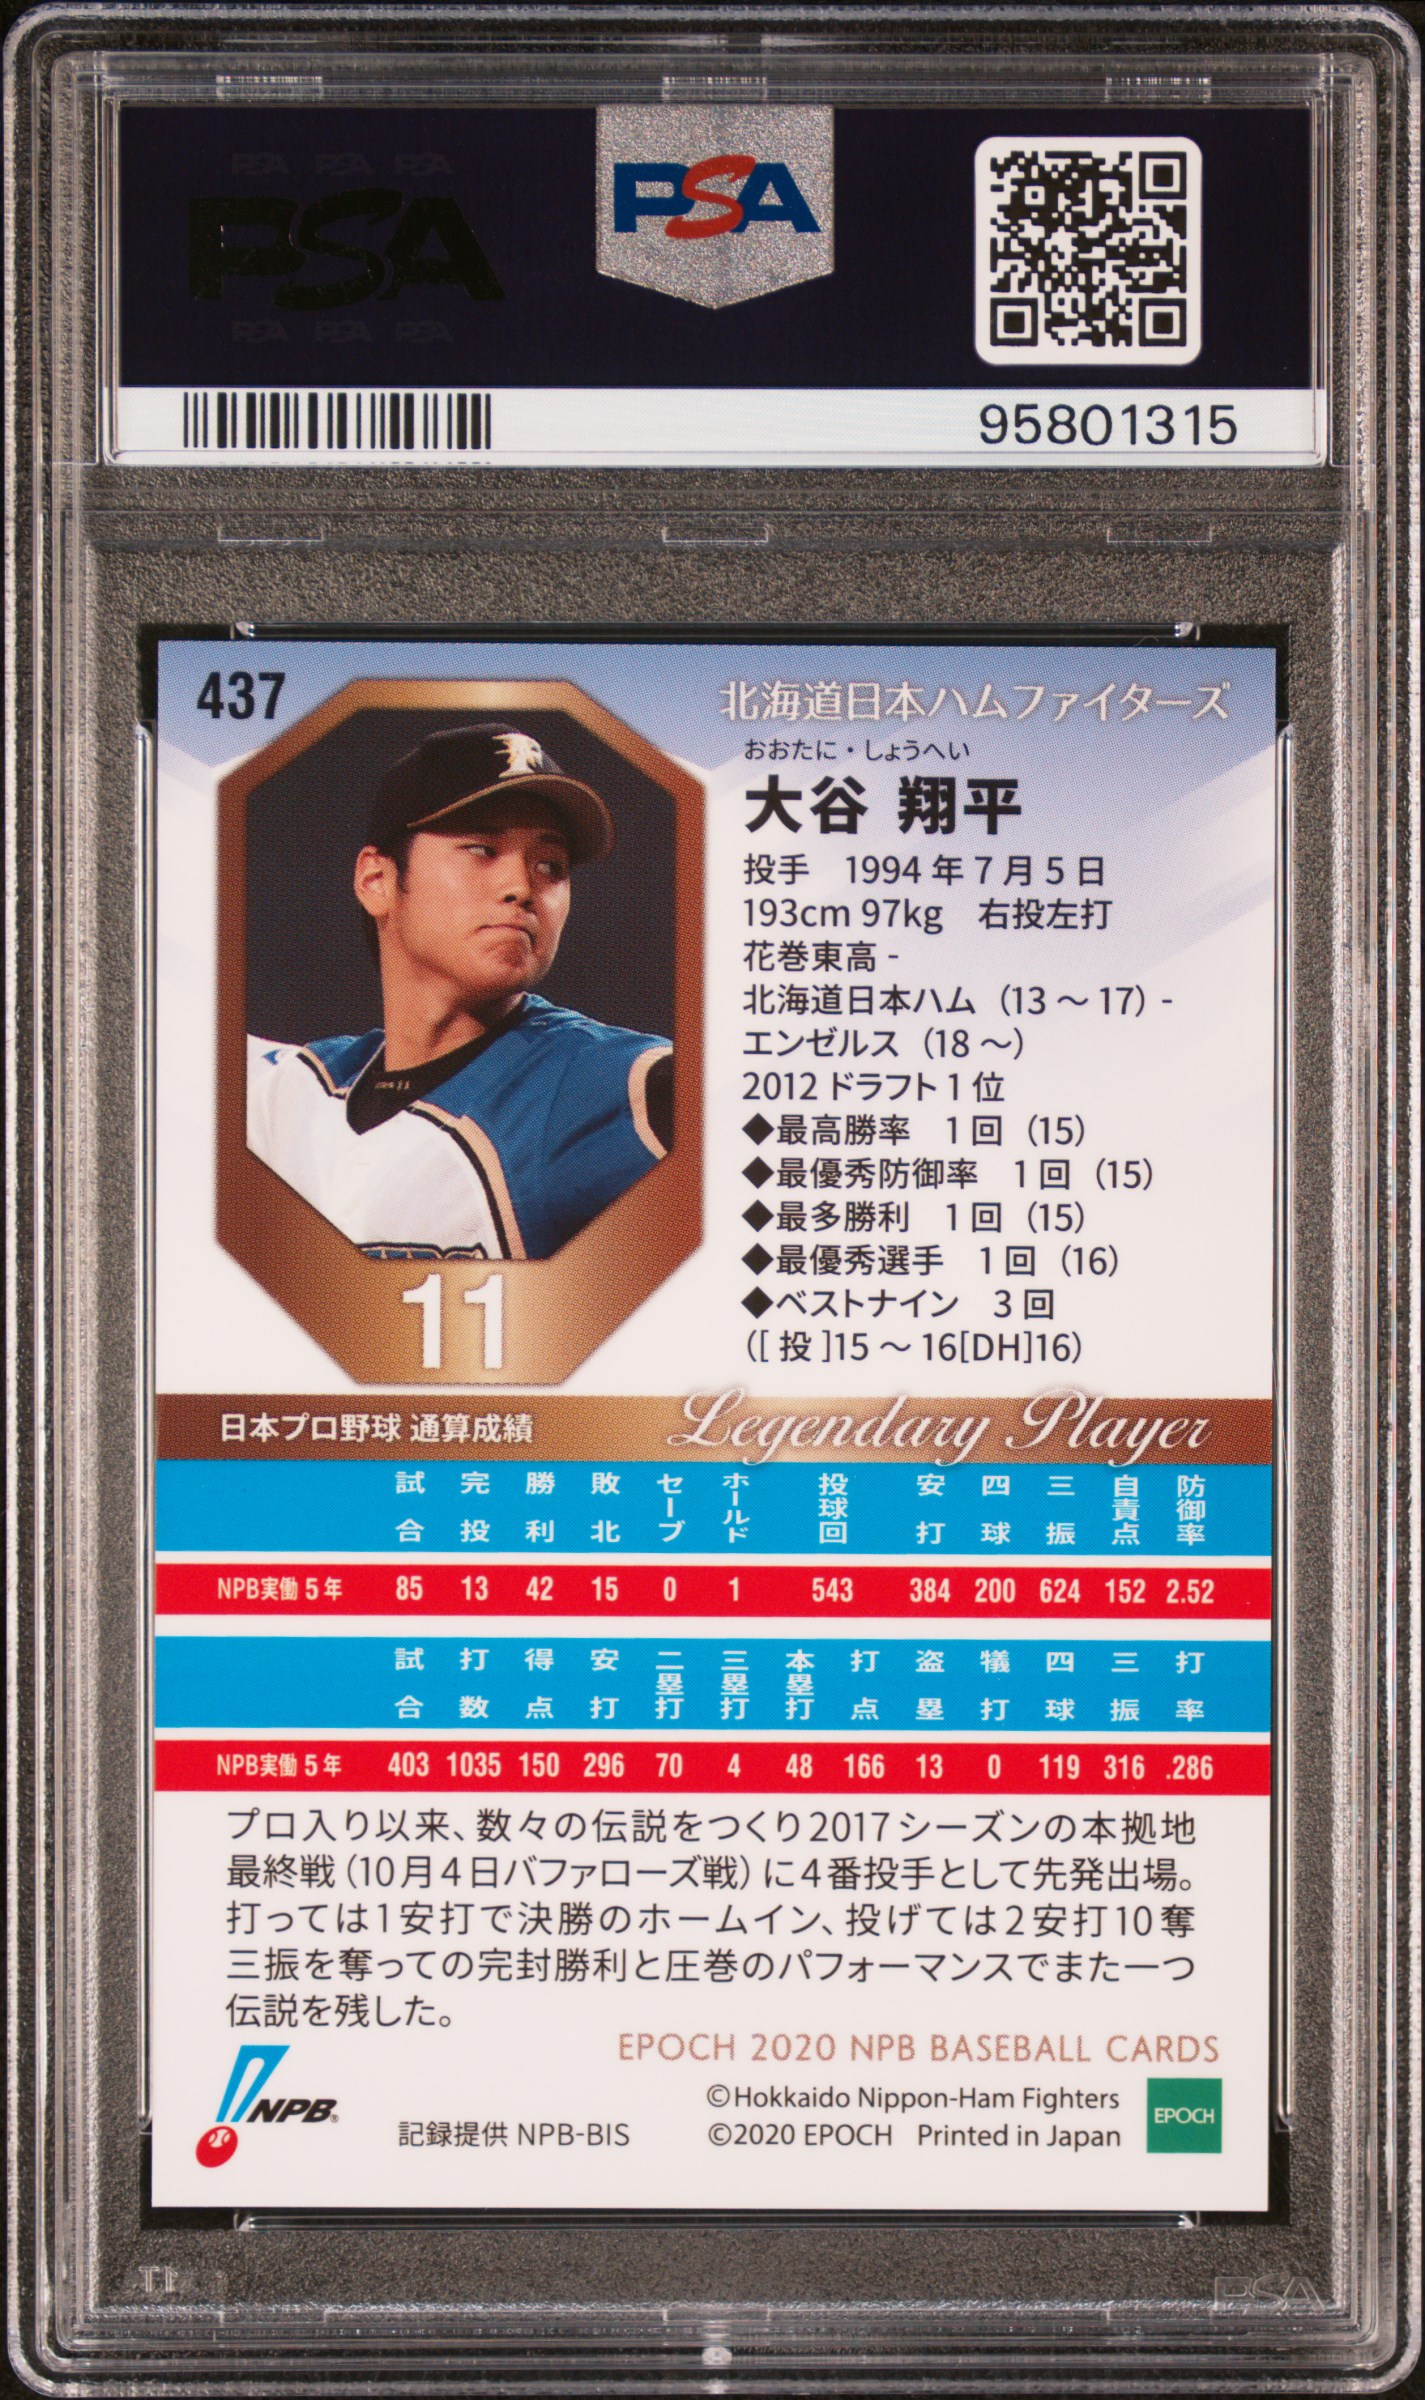 PSA PSA PSA
PSA
PSA PSA PSA
PSA
95801315
437
北海道日本ハムファイターズ
おおたに・しょうへい
大谷 翔平
投手 1994年7月5日
193cm 97kg 右投左打
花巻東高 -
北海道日本ハム（13～17）-
エンゼルス（18～）
2012ドラフト1位
◆最高勝率 1回（15）
◆最優秀防御率 1回（15）
◆最多勝利 1回（15）
◆最優秀選手 1回（16）
◆ベストナイン 3回
([投]15～16[DH]16)
11
日本プロ野球 通算成績 Legendary Player
試合 完投 勝利 敗北 セーブ ホールド 投球回 安打 四球 三振 自責点 防御率
NPB実働5年 85 13 42 15 0 1 543 384 200 624 152 2.52
試合 打数 得点 安打 二塁打 三塁打 本塁打 打点 盗塁 犠打 四球 三振 打率
NPB実働5年 403 1035 150 296 70 4 48 166 13 0 119 316 .286
プロ入り以来、数々の伝説をつくり2017シーズンの本拠地
最終戦（10月4日バファローズ戦）に4番投手として先発出場。
打っては1安打で決勝のホームイン、投げては2安打10奪
三振を奪っての完封勝利と圧巻のパフォーマンスでまた一つ
伝説を残した。
EPOCH 2020 NPB BASEBALL CARDS
NPB®
記録提供 NPB-BIS
©Hokkaido Nippon-Ham Fighters
©2020 EPOCH Printed in Japan
EPOCH
PSA